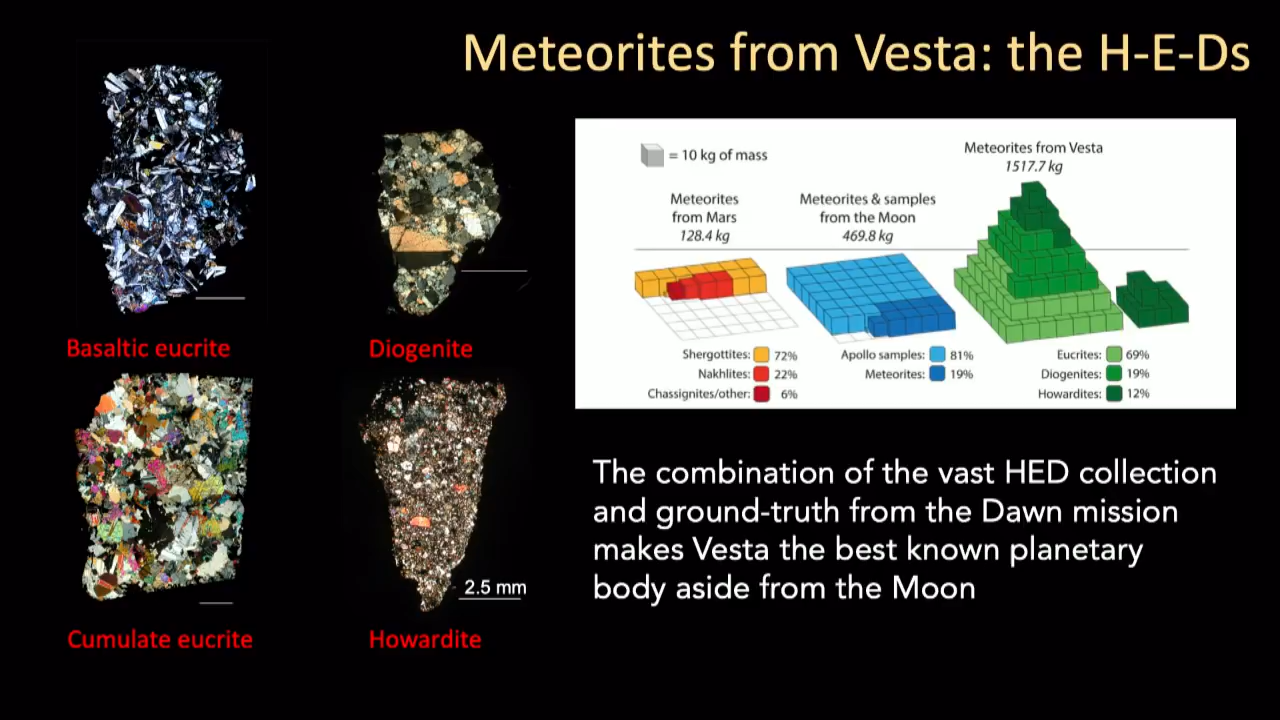 Meteorites from Vesta: the H-E-Ds
Basaltic eucrite
Diogenite
Cumulate eucrite
2.5 mm
Howardite
= 10 kg of mass
Meteorites
from Mars
128.4 kg
Meteorites & samples
from the Moon
469.8 kg
Meteorites from Vesta
1517.7 kg
Shergottites: 72%
Nakhlites: 22%
Chassignites/other: 6%
Apollo samples: 81%
Meteorites: 19%
Eucrites: 69%
Diogenites: 19%
Howardites: 12%
The combination of the vast HED collection
and ground-truth from the Dawn mission
makes Vesta the best known planetary
body aside from the Moon